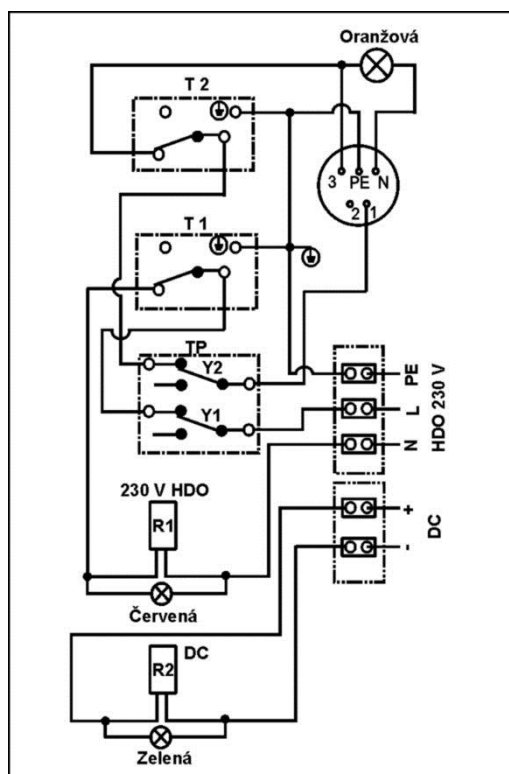 Oranžová
T 2
3 PE N
2 1
T 1
TP
Y2
Y1
PE
L
N
HDO 230 V
230 V HDO
R1
Červená
+
-
DC
DC
R2
Zelená